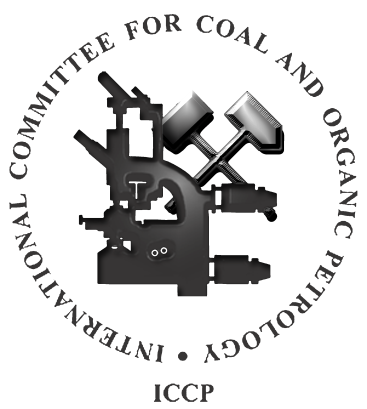 INTERNATIONAL COMMITTEE FOR COAL AND ORGANIC PETROLOGY •
ICCP